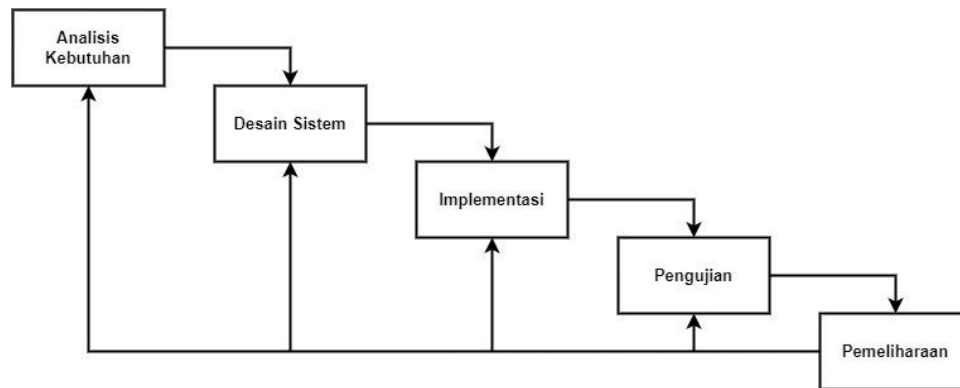 Analisis
Kebutuhan
Desain Sistem
Implementasi
Pengujian
Pemeliharaan